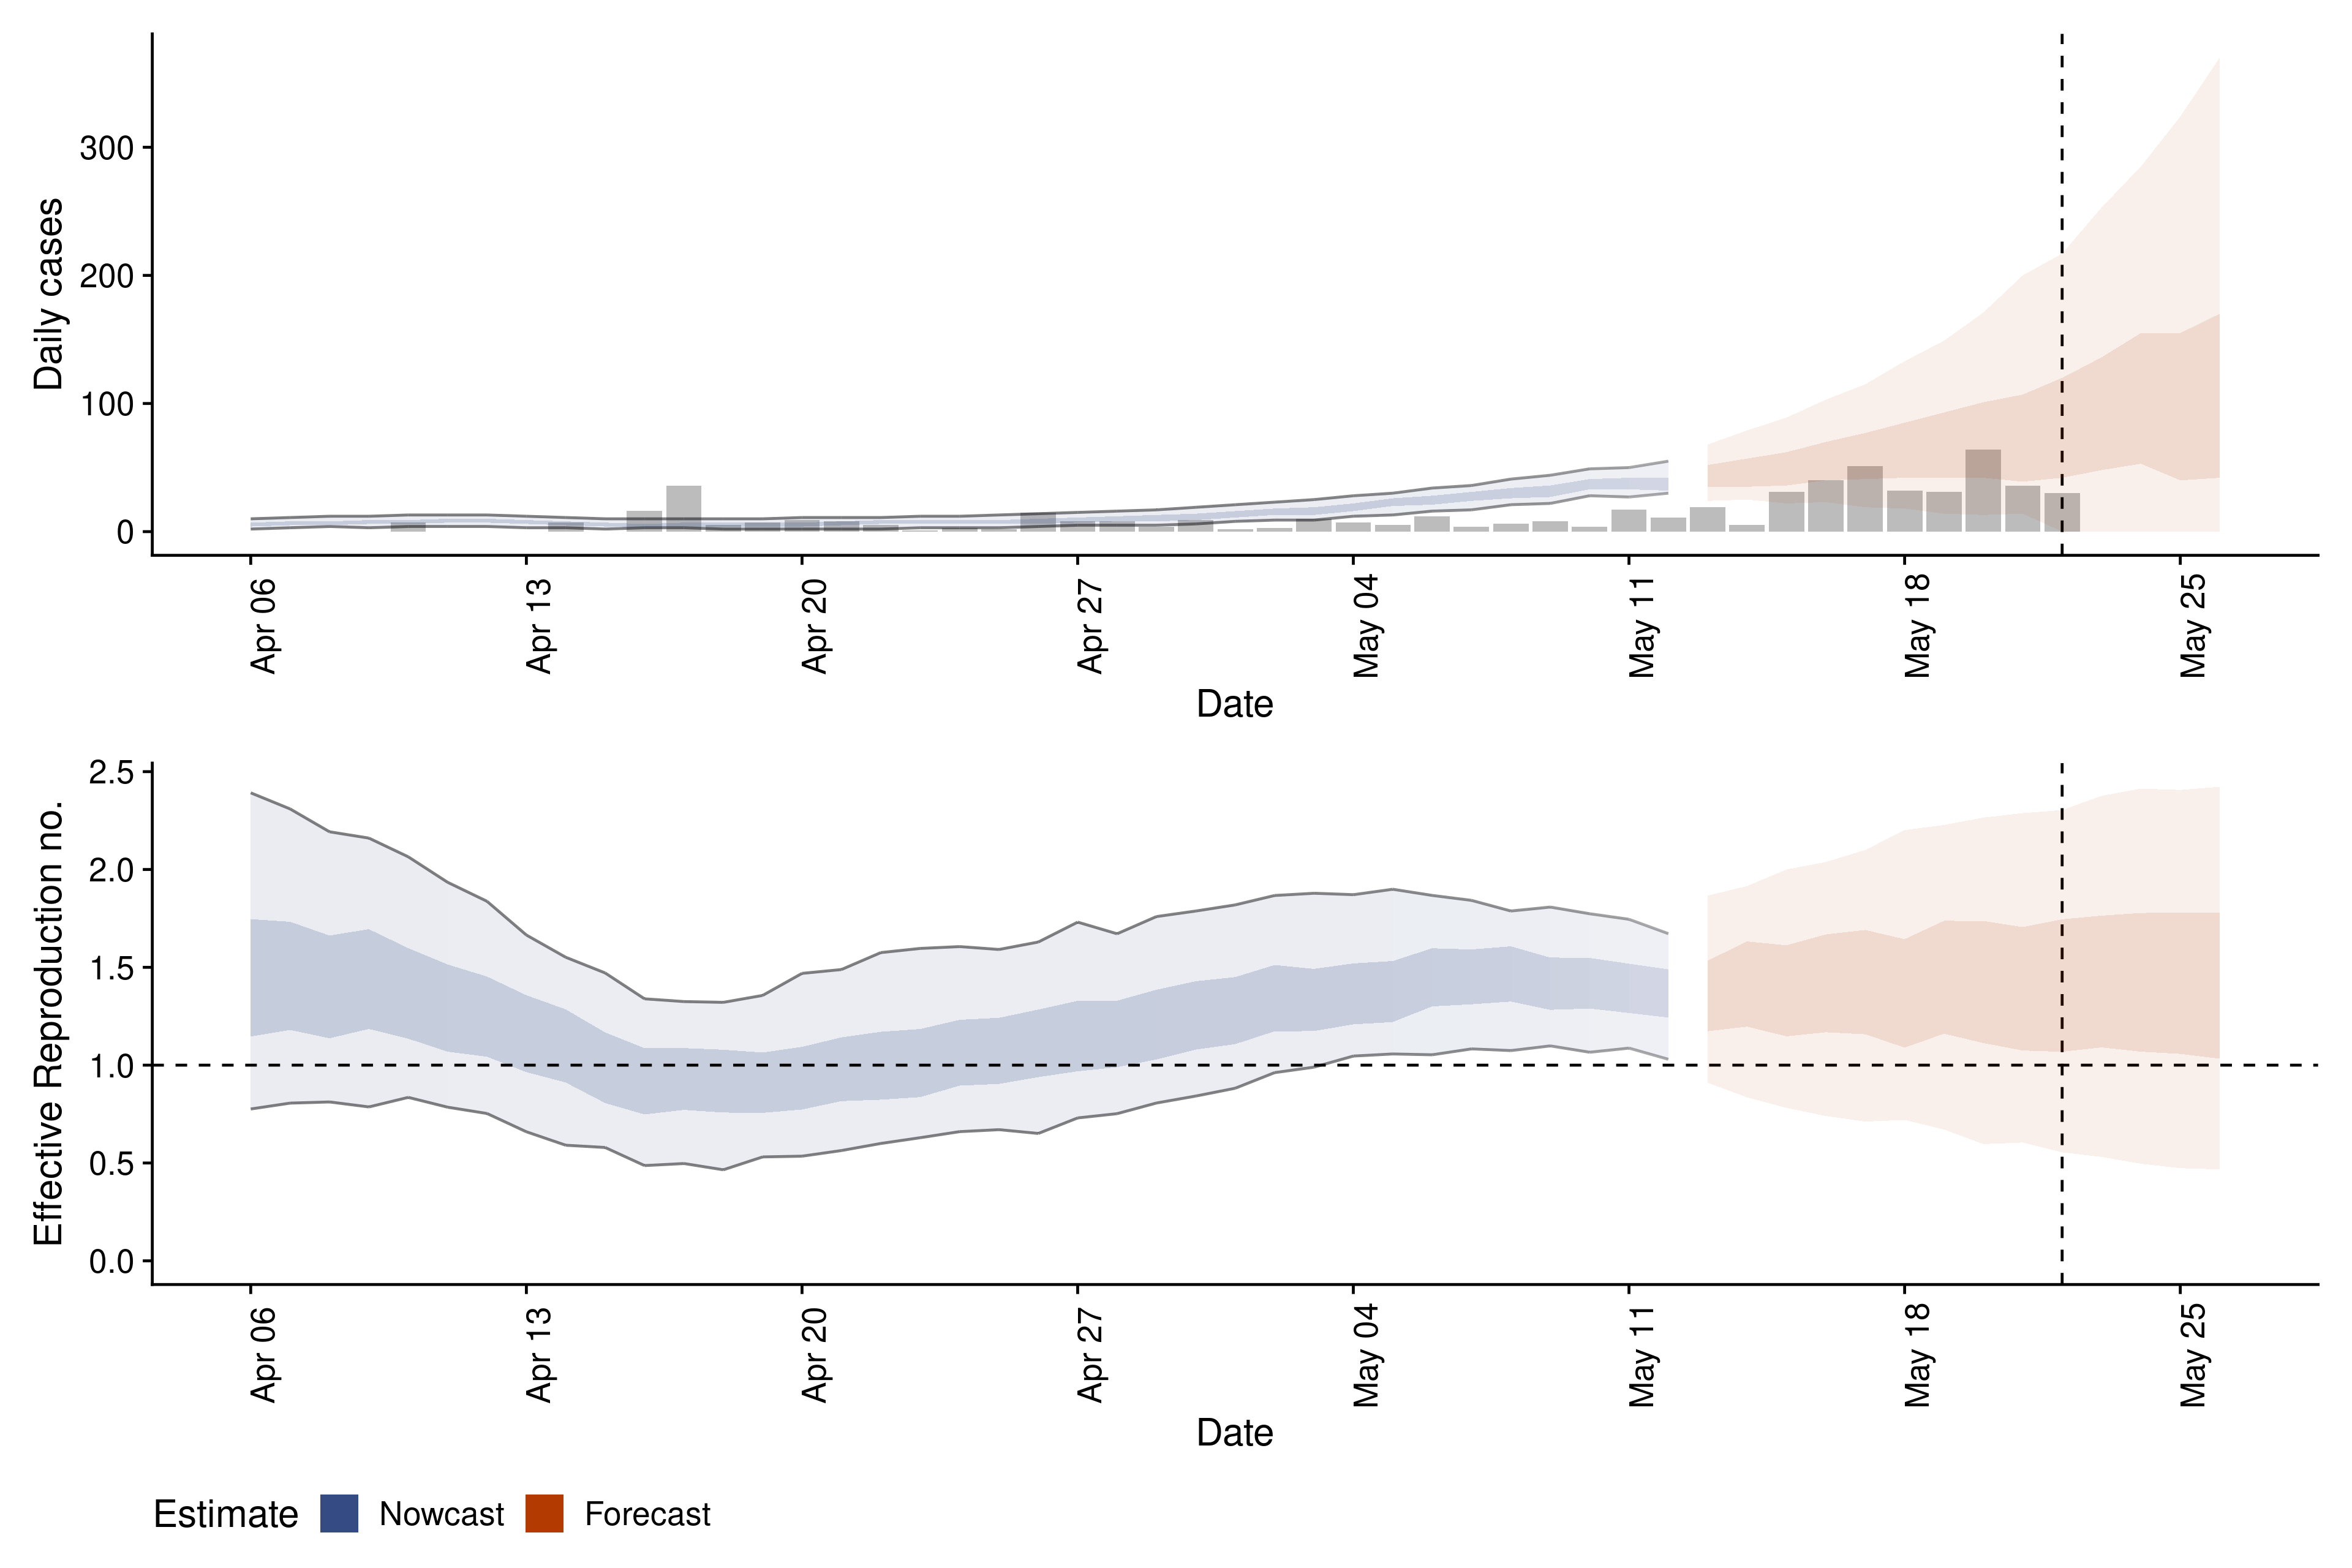 Daily cases
300
200
100
0
Apr 06 Apr 13 Apr 20 Apr 27 May 04 May 11 May 18 May 25
Date
Effective Reproduction no.
2.5
2.0
1.5
1.0
0.5
0.0
Apr 06 Apr 13 Apr 20 Apr 27 May 04 May 11 May 18 May 25
Date
Estimate Nowcast Forecast